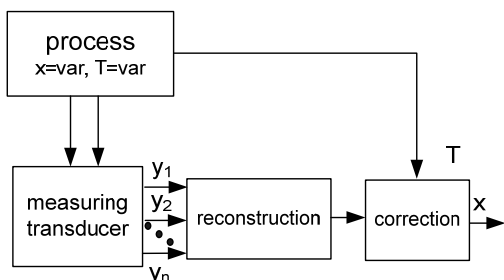 process
x=var, T=var
T
measuring
transducer
y1
y2
yn
reconstruction
correction
x